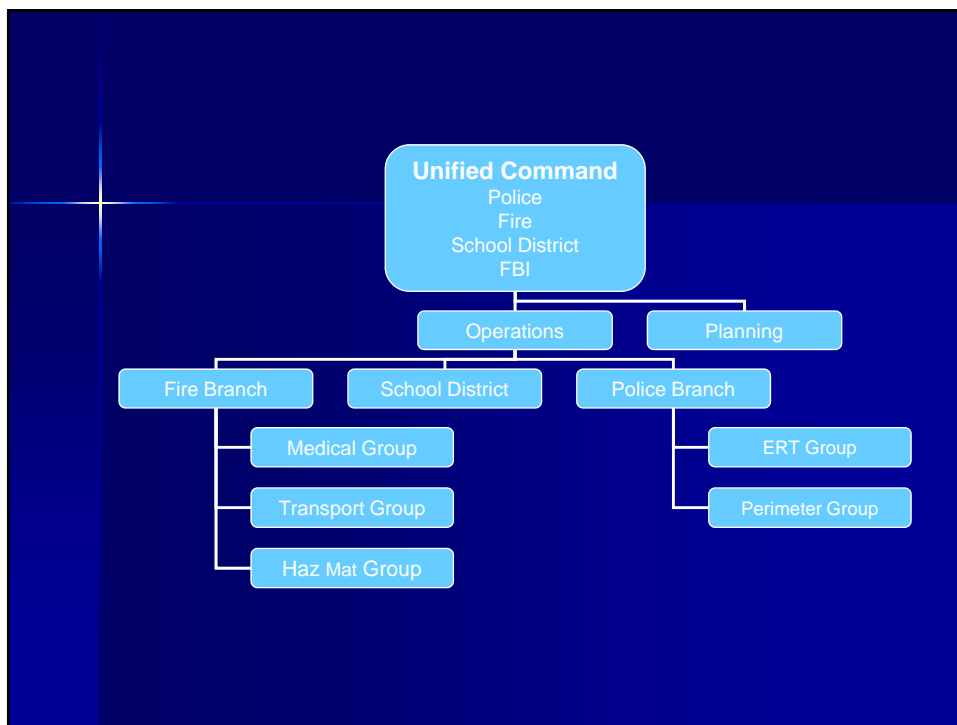 Unified Command
Police
Fire
School District
FBI
Operations
Planning
Fire Branch
School District
Police Branch
Medical Group
ERT Group
Transport Group
Perimeter Group
Haz Mat Group